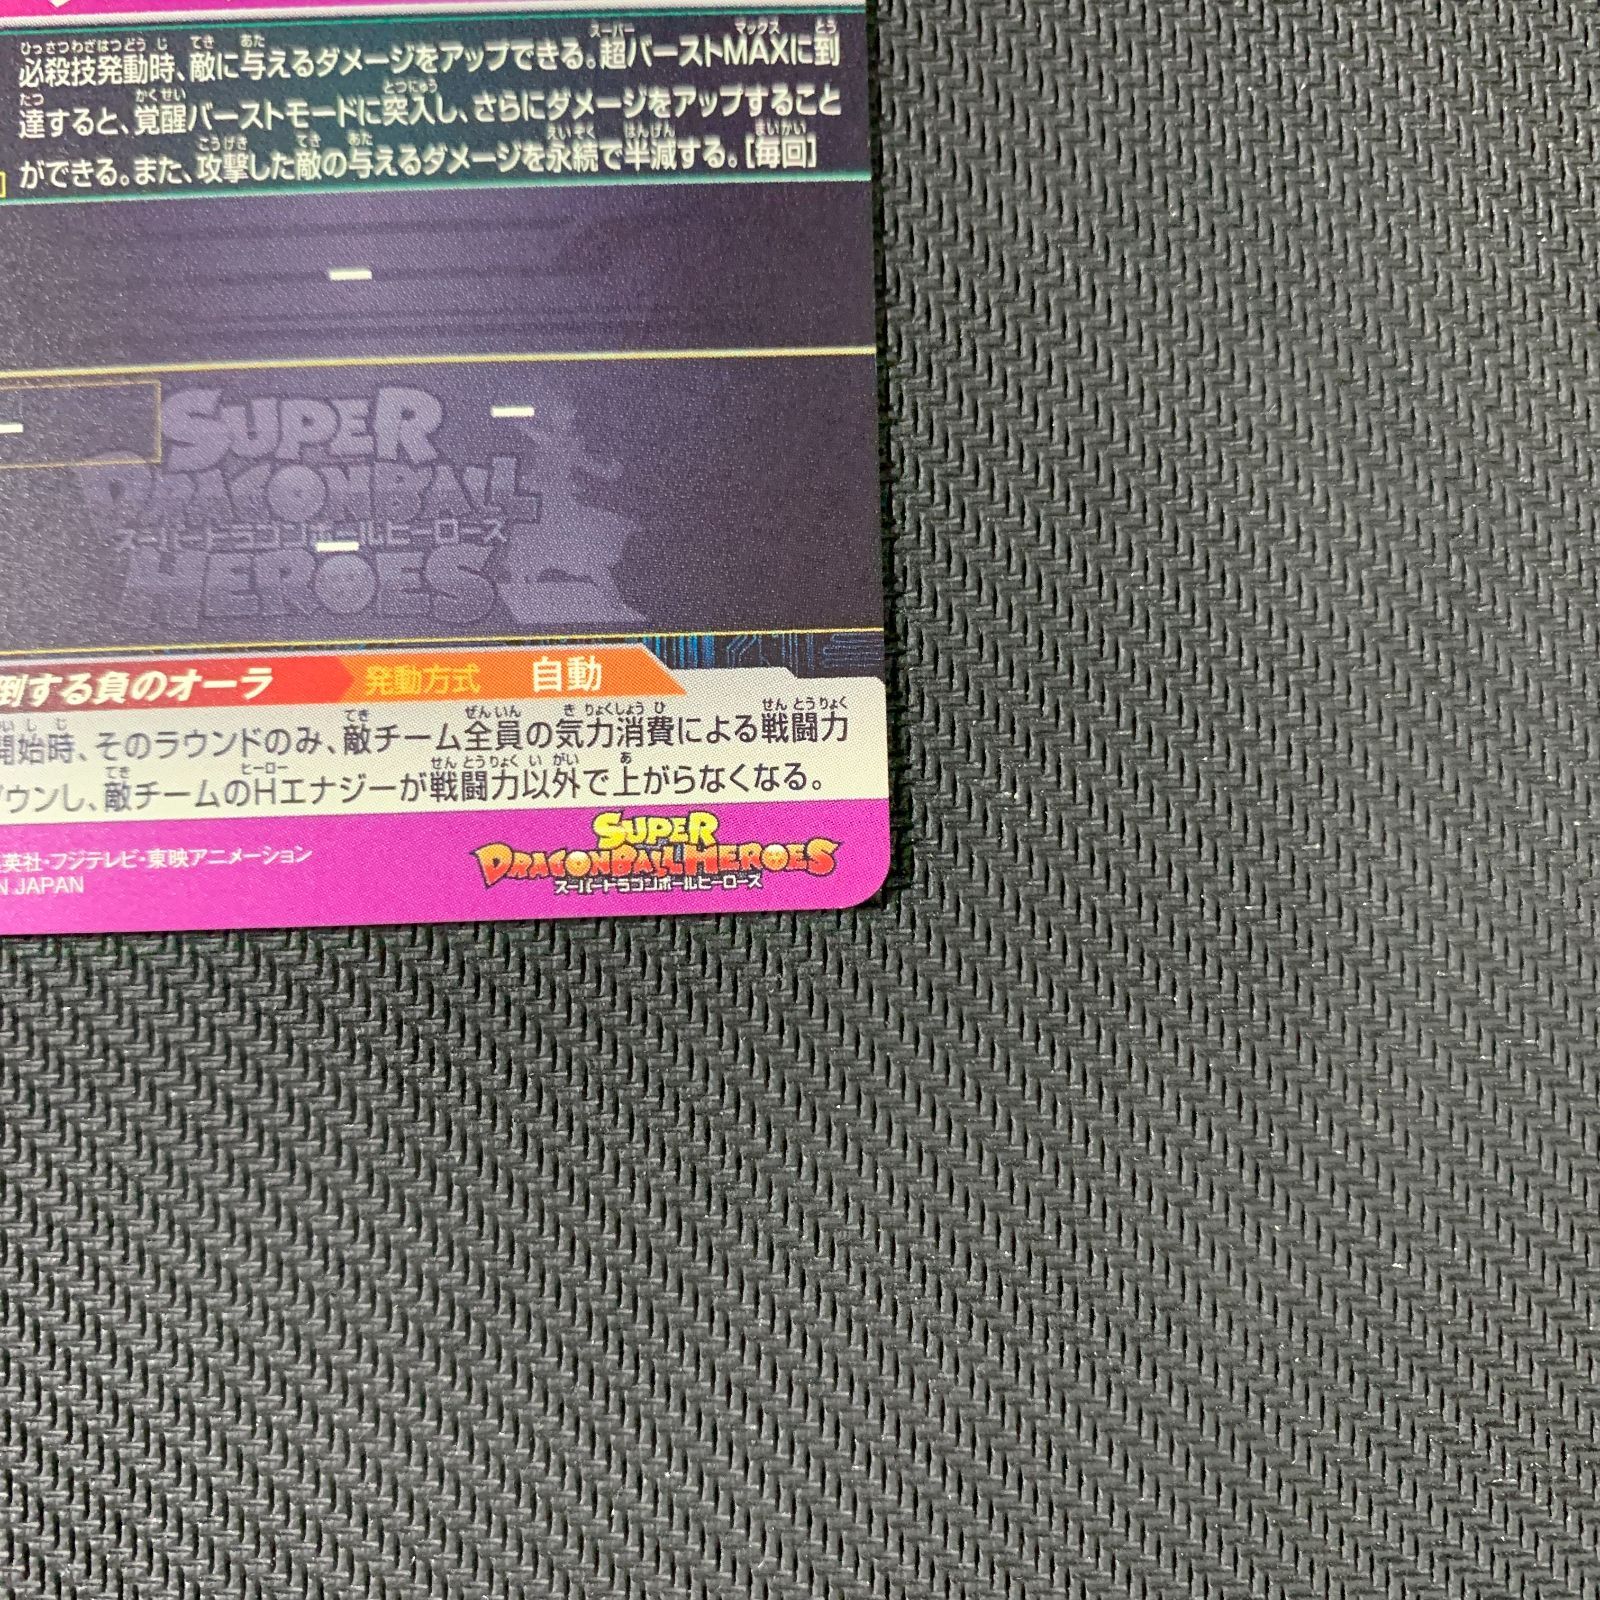 必殺技発動時、敵に与えるダメージをアップできる。超バーストMAXに到
達すると、覚醒バーストモードに突入し、さらにダメージをアップすること
ができる。また、攻撃した敵の与えるダメージを永続で半減する。[毎回]
SUPER
DRAGONBALL
スーパードラゴンボールヒーローズ
HEROES
倒する負のオーラ 発動方式 自動
開始時、そのラウンドのみ、敵チーム全員の気力消費による戦闘力
ダウンし、敵チームのHエナジーが戦闘力以外で上がらなくなる。
英社・フジテレビ・東映アニメーション
N JAPAN
SUPER
DRAGONBALL HEROES
スーパードラゴンボールヒーローズ